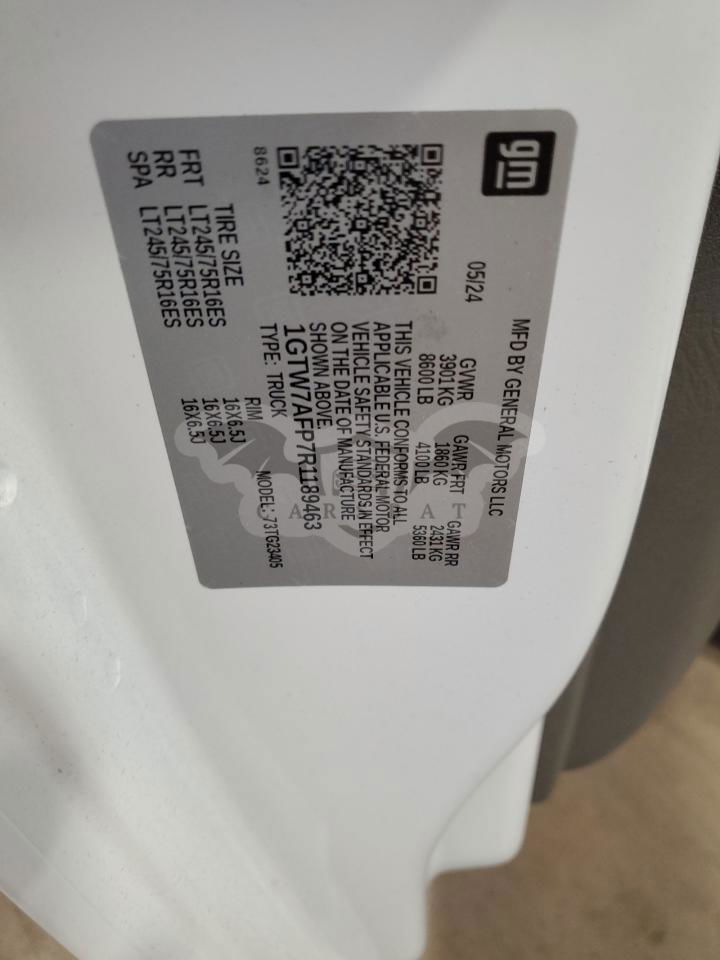 gm
MFD BY GENERAL MOTORS LLC
05/24
GVWR GAWR FRT GAWR RR
3901KG 1860KG 2431KG
8600LB 4100LB 5360LB
THIS VEHICLE CONFORMS TO ALL
APPLICABLE U.S. FEDERAL MOTOR
VEHICLE SAFETY STANDARDS IN EFFECT
ON THE DATE OF MANUFACTURE
SHOWN ABOVE.
1GTW7AFP7R1189463
TYPE: TRUCK MODEL: 73TG23405
8624
TIRE SIZE RIM
FRT LT245/75R16ES 16X6.5J
RR LT245/75R16ES 16X6.5J
SPA LT245/75R16ES 16X6.5J